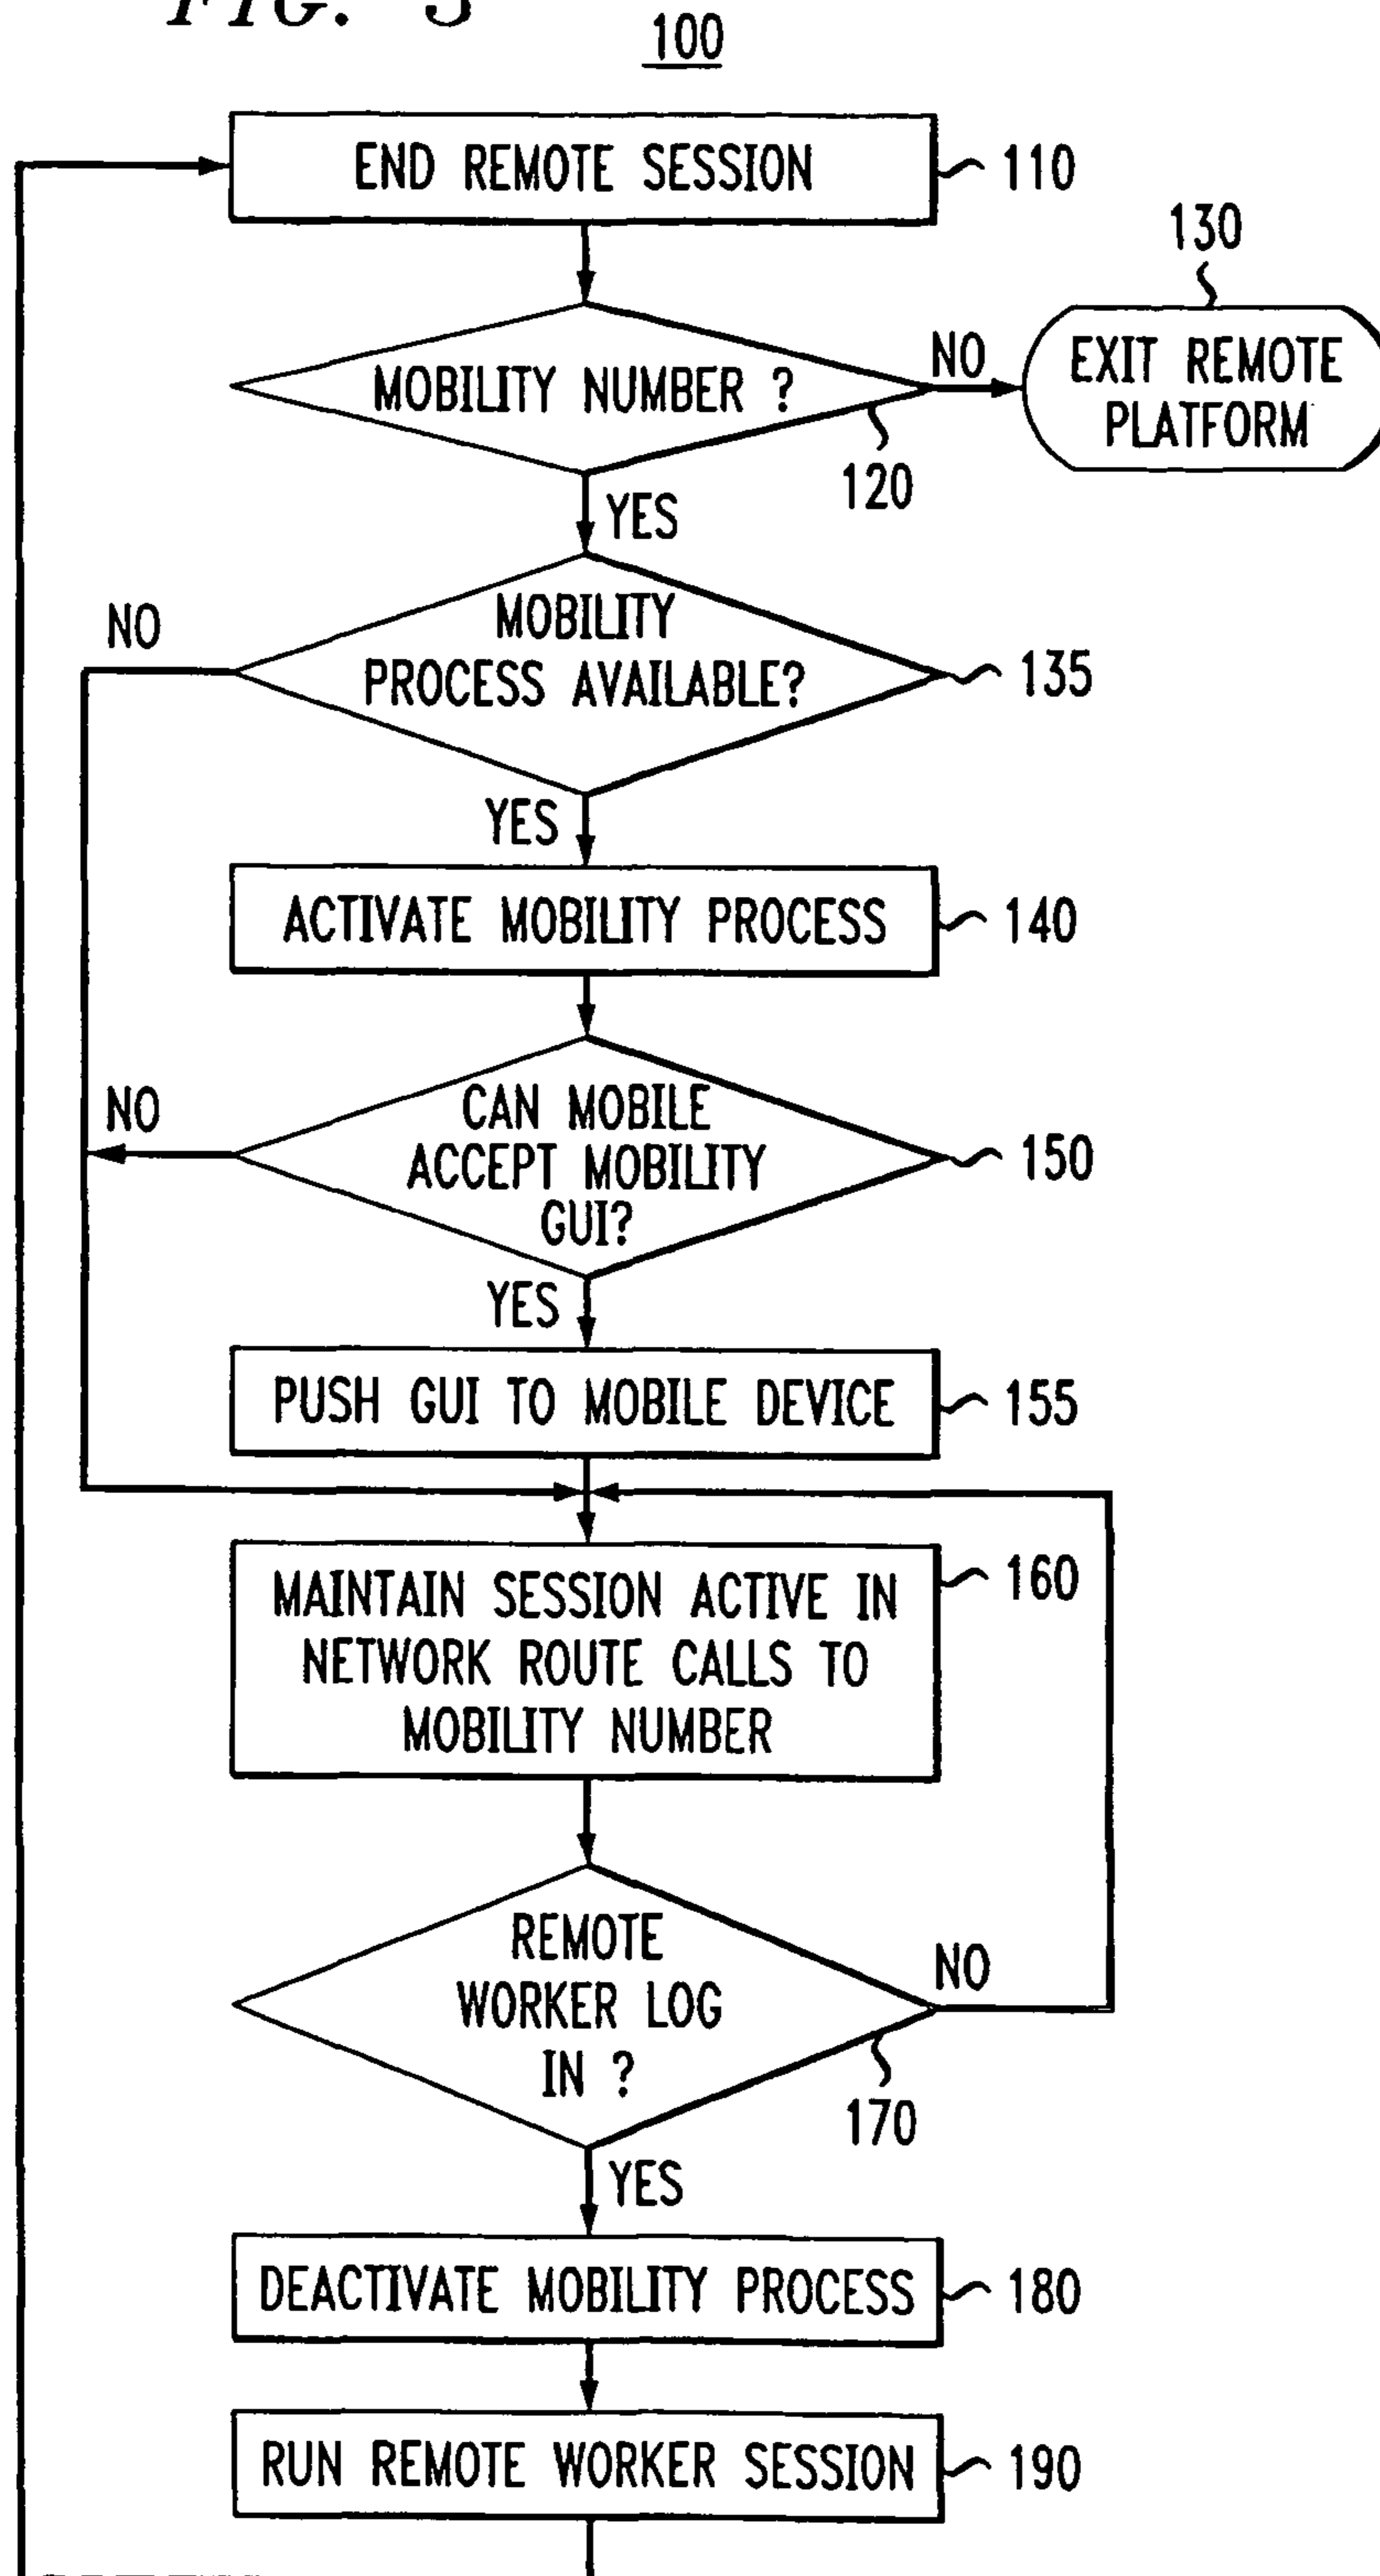 FIG. 3
100
END REMOTE SESSION
110
130
MOBILITY NUMBER ?
NO
EXIT REMOTE
PLATFORM
120
YES
NO
MOBILITY
PROCESS AVAILABLE?
135
YES
ACTIVATE MOBILITY PROCESS
140
NO
CAN MOBILE
ACCEPT MOBILITY
GUI?
150
YES
PUSH GUI TO MOBILE DEVICE
155
MAINTAIN SESSION ACTIVE IN
NETWORK ROUTE CALLS TO
MOBILITY NUMBER
160
REMOTE
WORKER LOG
IN ?
NO
170
YES
DEACTIVATE MOBILITY PROCESS
180
RUN REMOTE WORKER SESSION
190